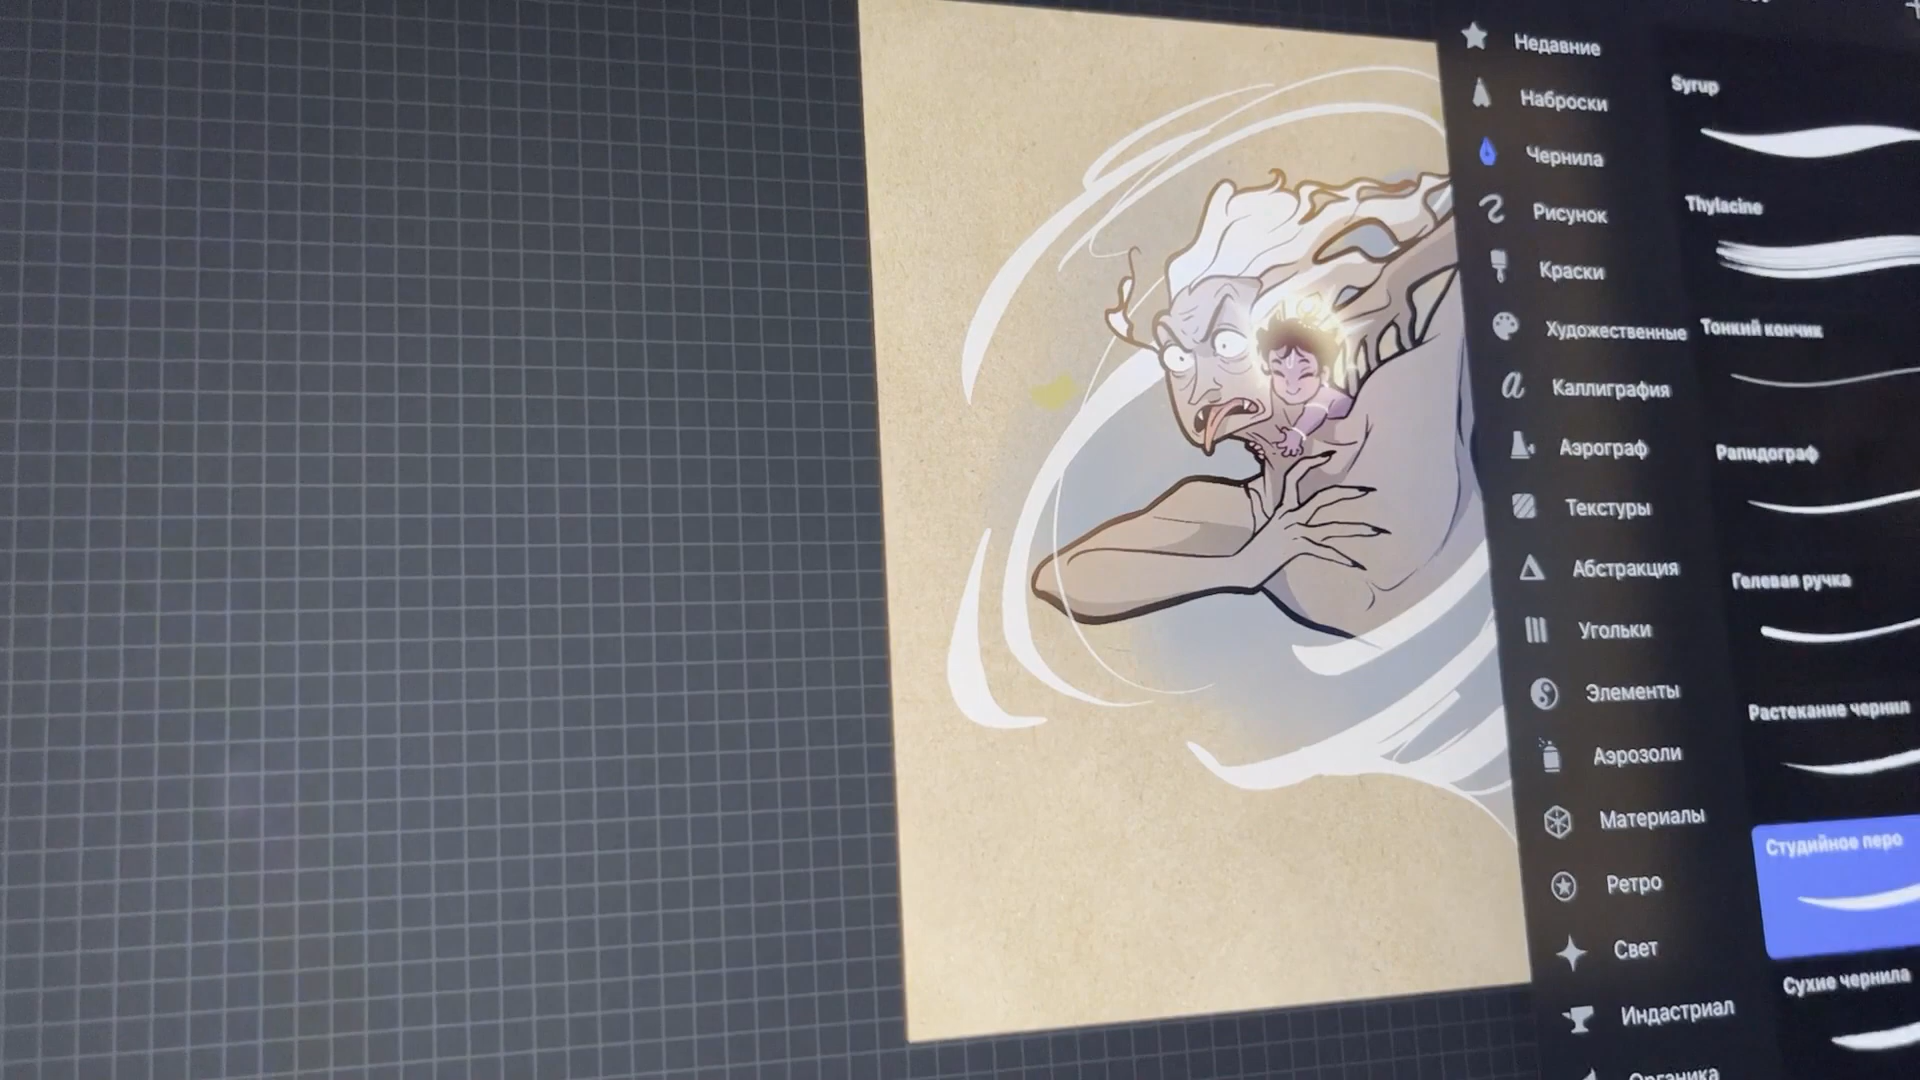 Недавние
Наброски
Чернила
Рисунок
Краски
Художественные
Каллиграфия
Аэрограф
Текстуры
Абстракция
Угольки
Элементы
Аэрозоли
Материалы
Ретро
Свет
Индастриал
Органика
Syrup
Thylacine
Тонкий кончик
Рапидограф
Гелевая ручка
Растекание чернил
Студийное перо
Сухие чернила